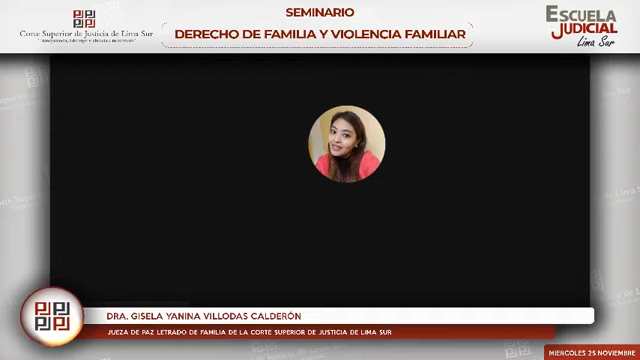 SEMINARIO
DERECHO DE FAMILIA Y VIOLENCIA FAMILIAR
Corte Superior de Justicia de Lima Sur
ESCUELA
JUDICIAL
Lima Sur
DRA. GISELA YANINA VILLODAS CALDERÓN
JUEZA DE PAZ LETRADO DE FAMILIA DE LA CORTE SUPERIOR DE JUSTICIA DE LIMA SUR
MIERCOLES 25 NOVIEMBRE